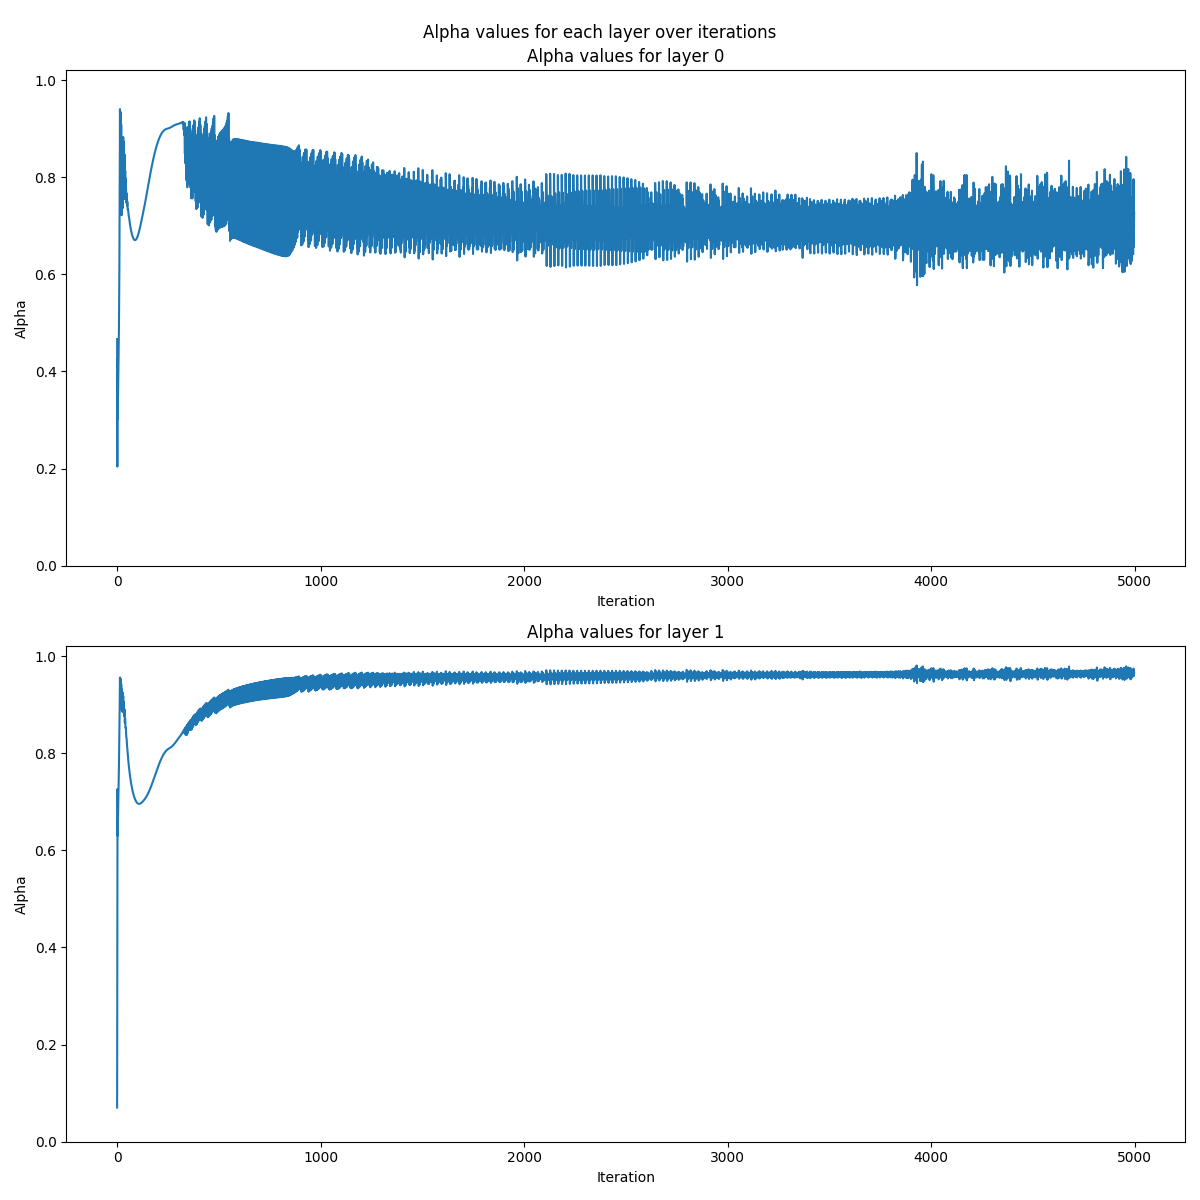 Alpha values for each layer over iterations
Alpha values for layer 0
1.0
0.8
0.6
0.4
0.2
0.0
Alpha
0 1000 2000 3000 4000 5000
Iteration
Alpha values for layer 1
1.0
0.8
0.6
0.4
0.2
0.0
Alpha
0 1000 2000 3000 4000 5000
Iteration